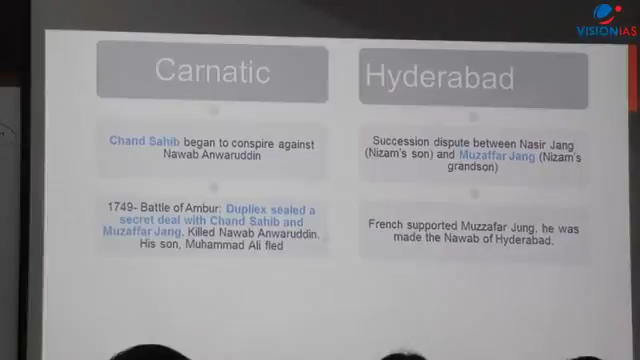 VISIONIAS
Carnatic
Chand Sahib began to conspire against
Nawab Anwaruddin
1749- Battle of Ambur: Dupllex sealed a
secret deal with Chand Sahib and
Muzaffar Jang. Killed Nawab Anwaruddin.
His son, Muhammad Ali fled
Hyderabad
Succession dispute between Nasir Jang
(Nizam's son) and Muzaffar Jang (Nizam's
grandson)
French supported Muzzafar Jung, he was
made the Nawab of Hyderabad.